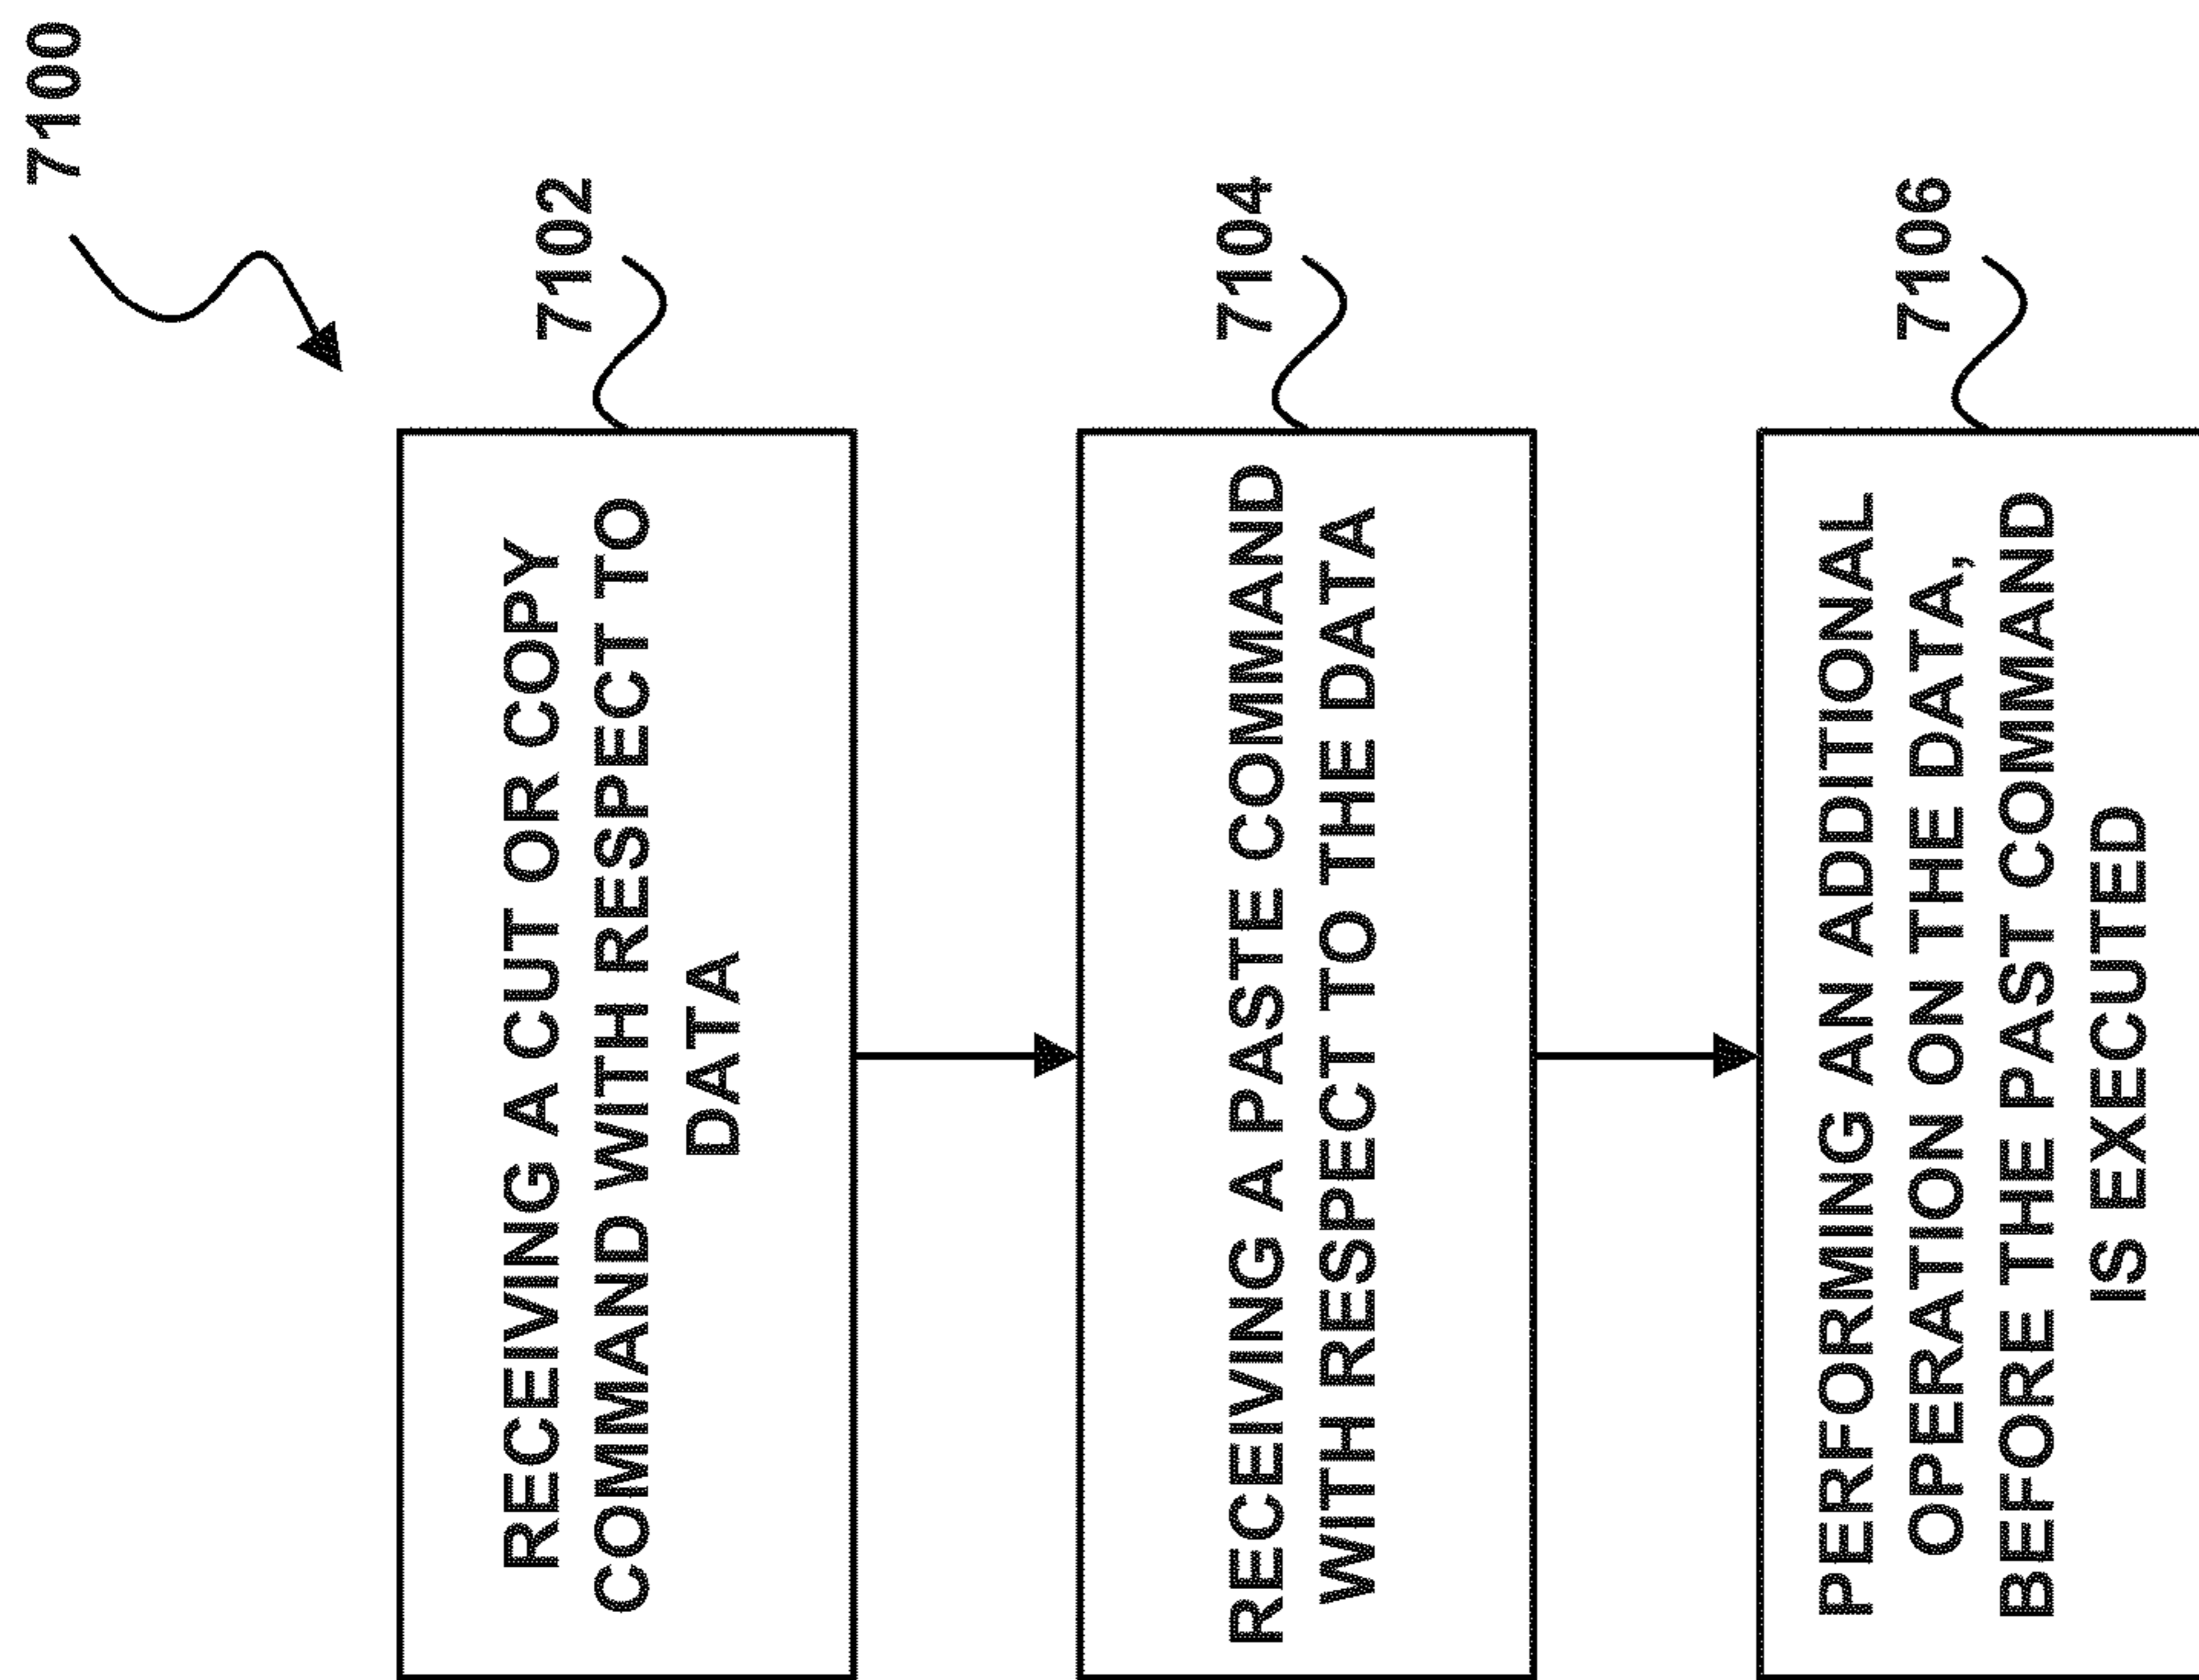 7100
7102
RECEIVING A CUT OR COPY
COMMAND WITH RESPECT TO
DATA
7104
RECEIVING A PASTE COMMAND
WITH RESPECT TO THE DATA
7106
PERFORMING AN ADDITIONAL
OPERATION ON THE DATA,
BEFORE THE PAST COMMAND
IS EXECUTED